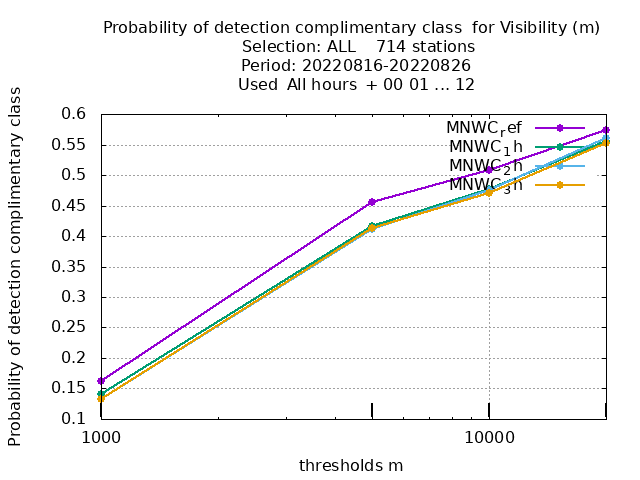 Probability of detection complimentary class for Visibility (m)
Selection: ALL 714 stations
Period: 20220816-20220826
Used All hours + 00 01 ... 12
Probability of detection complimentary class
0.6
0.55
0.5
0.45
0.4
0.35
0.3
0.25
0.2
0.15
0.1
MNWC_ref
MNWC_1h
MNWC_2h
MNWC_3h
1000
10000
thresholds m